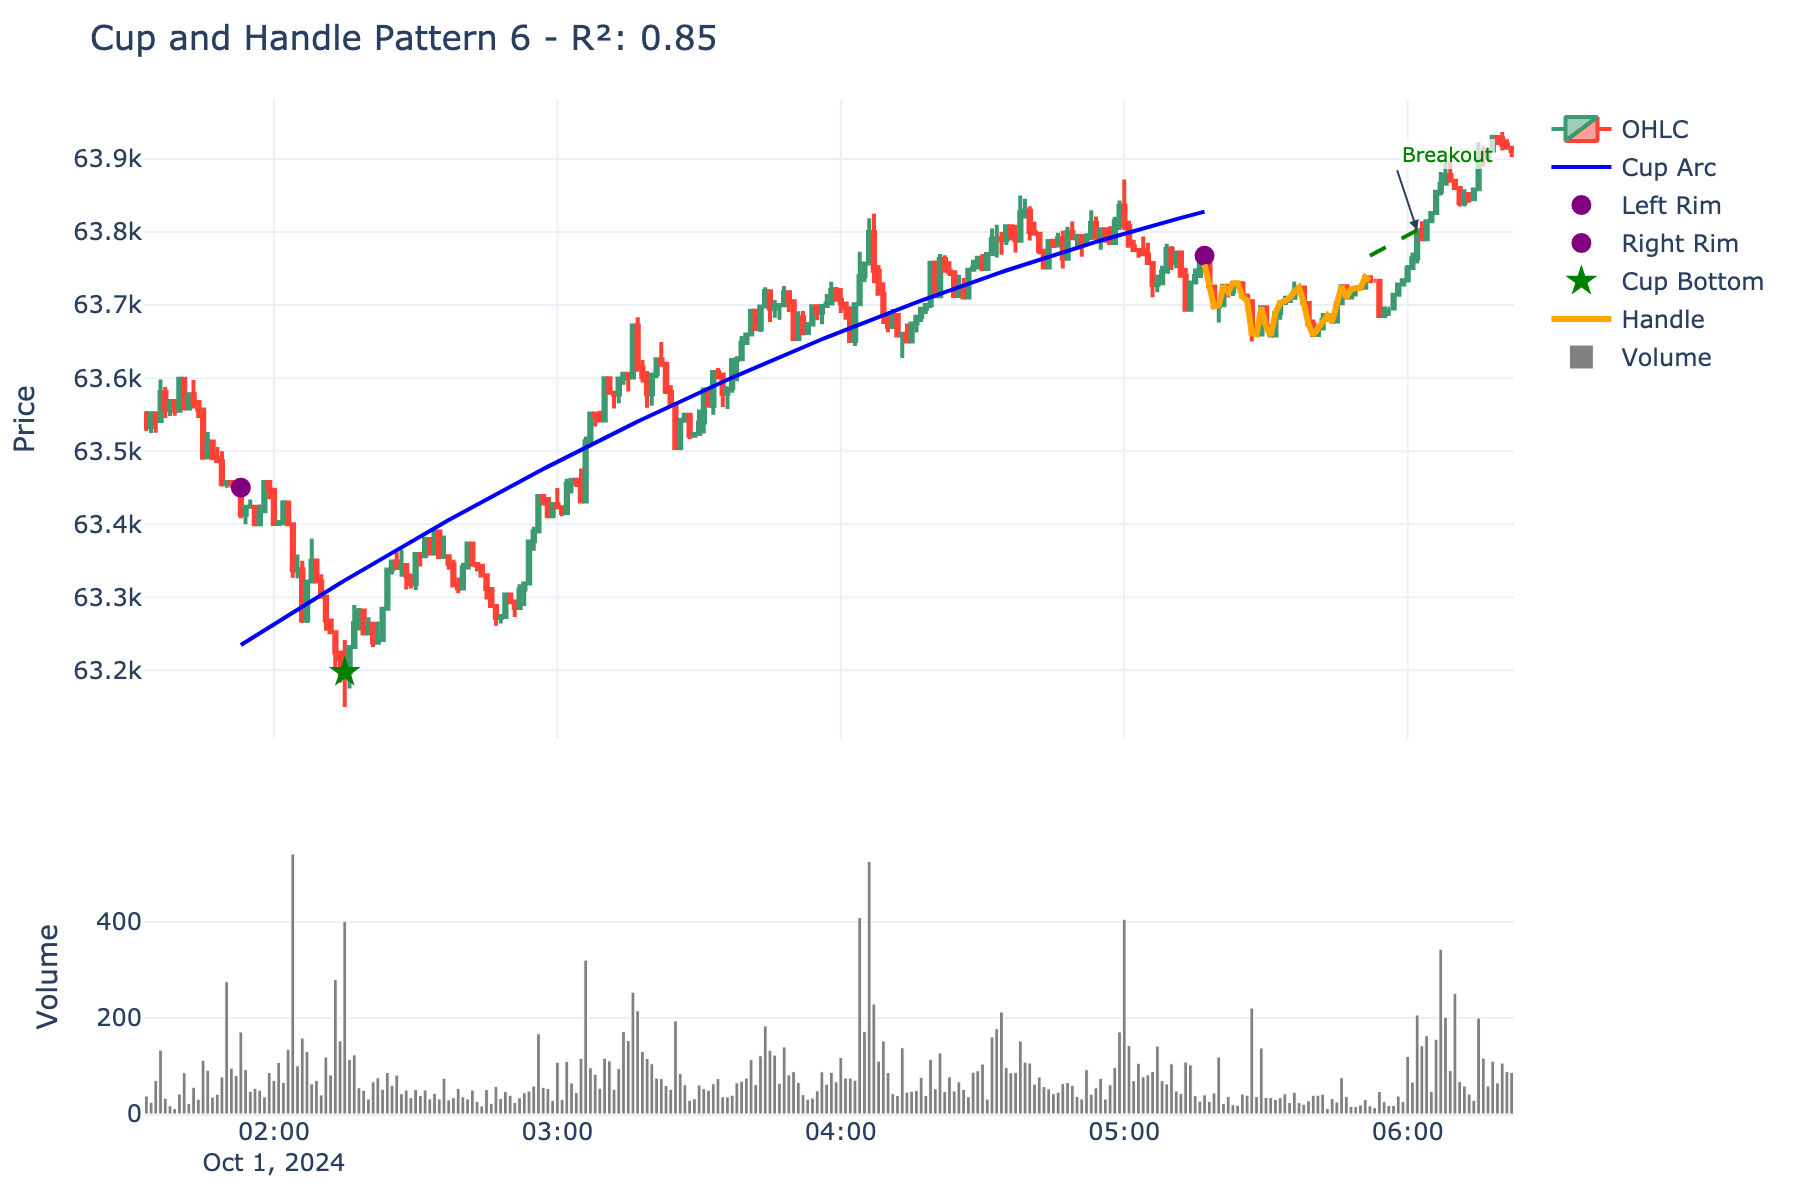 Cup and Handle Pattern 6 - R²: 0.85
OHLC
Cup Arc
Left Rim
Right Rim
Cup Bottom
Handle
Volume
Breakout
Price
63.9k
63.8k
63.7k
63.6k
63.5k
63.4k
63.3k
63.2k
Volume
400
200
0
02:00
03:00
04:00
05:00
06:00
Oct 1, 2024